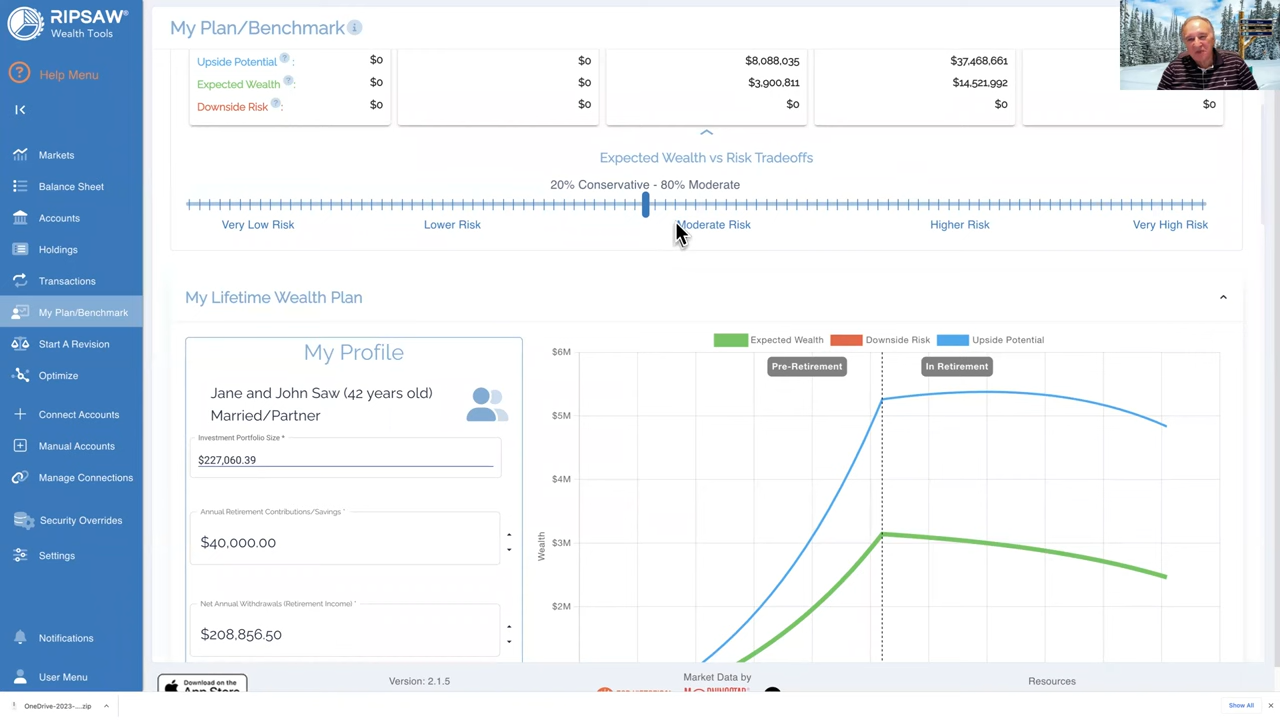 RIPSAW®
Wealth Tools
Help Menu
Markets
Balance Sheet
Accounts
Holdings
Transactions
My Plan/Benchmark
Start A Revision
Optimize
Connect Accounts
Manual Accounts
Manage Connections
Security Overrides
Settings
Notifications
User Menu
My Plan/Benchmark
Upside Potential ? : $0 $0 $8,088,035 $37,468,661
Expected Wealth ? : $0 $0 $3,900,811 $14,521,992
Downside Risk ? : $0 $0 $0 $0 $0
Expected Wealth vs Risk Tradeoffs
20% Conservative - 80% Moderate
Very Low Risk Lower Risk Moderate Risk Higher Risk Very High Risk
My Lifetime Wealth Plan
My Profile
Jane and John Saw (42 years old)
Married/Partner
Investment Portfolio Size *
$227,060.39
Annual Retirement Contributions/Savings *
$40,000.00
Net Annual Withdrawals (Retirement Income) *
$208,856.50
Expected Wealth Downside Risk Upside Potential
Pre-Retirement In Retirement
$6M
$5M
$4M
$3M
$2M
Wealth
Download on the
Version: 2.1.5
Market Data by
Resources
OneDrive-2023-....zip
Show All